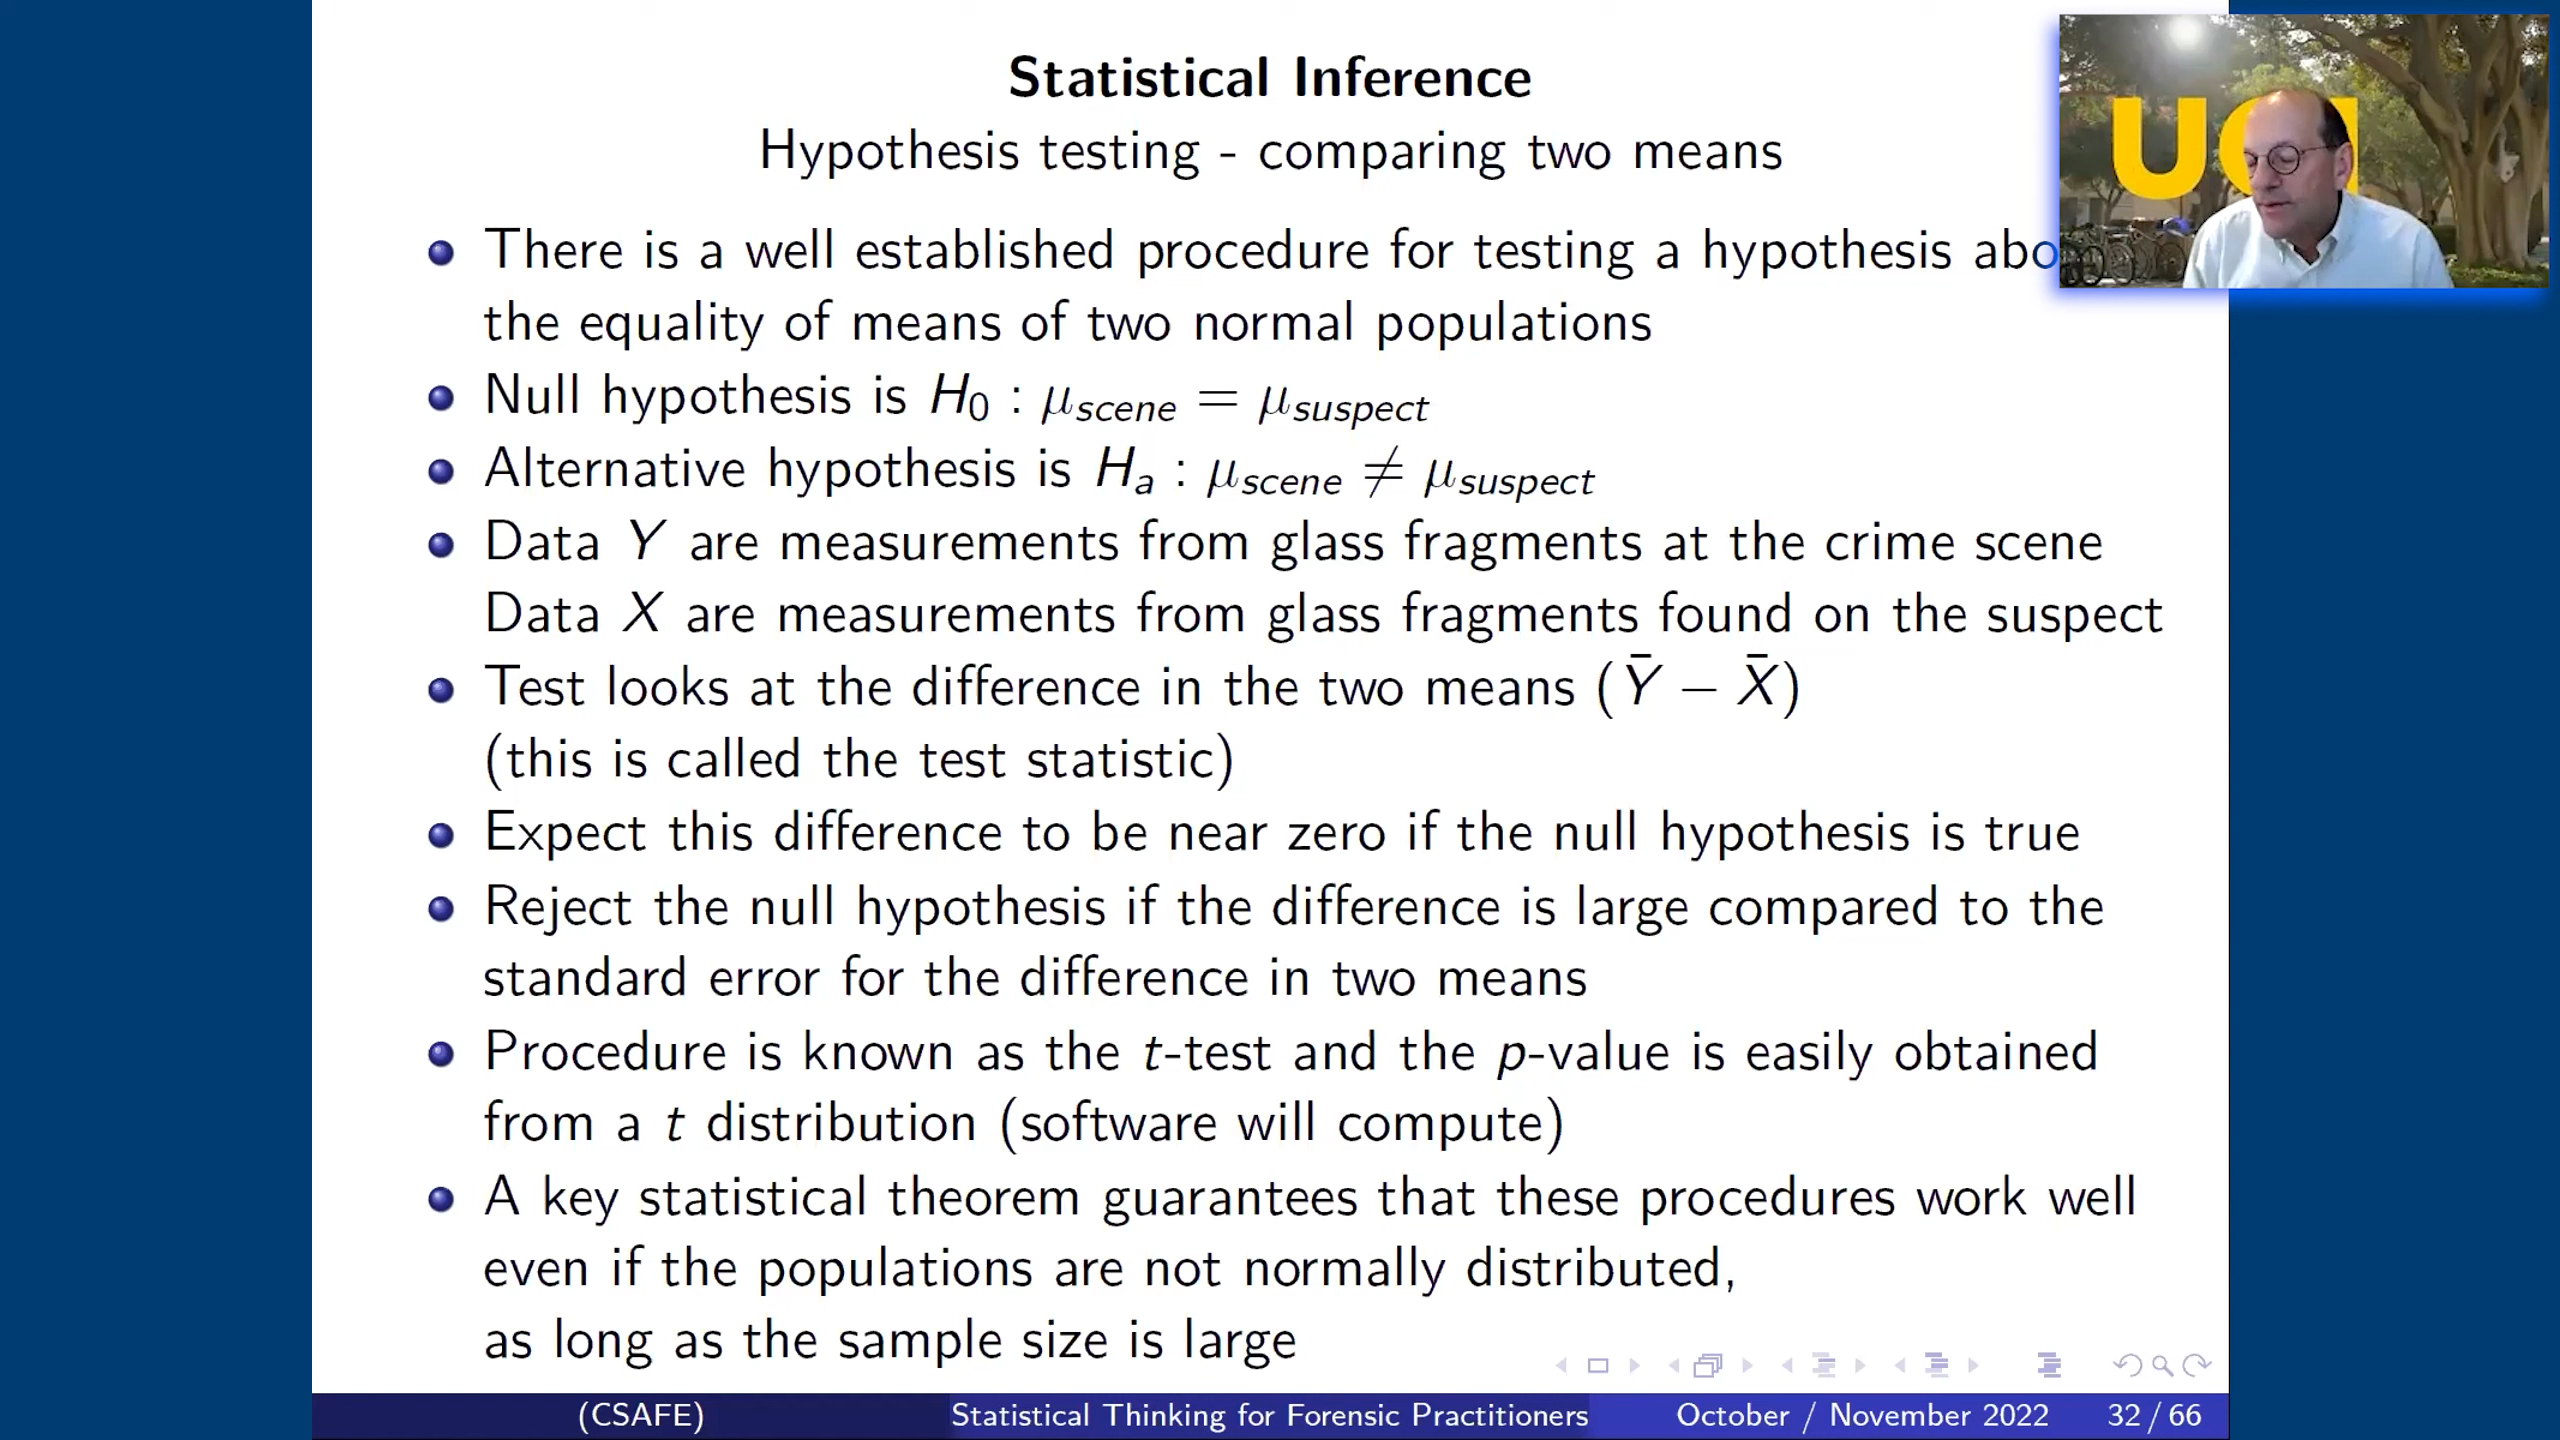 Statistical Inference
Hypothesis testing - comparing two means
There is a well established procedure for testing a hypothesis
the equality of means of two normal populations
Null hypothesis is H₀ : μ_scene = μ_suspect
Alternative hypothesis is Hₐ : μ_scene ≠ μ_suspect
Data Y are measurements from glass fragments at the crime scene
Data X are measurements from glass fragments found on the suspect
Test looks at the difference in the two means (Ȳ − X̄)
(this is called the test statistic)
Expect this difference to be near zero if the null hypothesis is true
Reject the null hypothesis if the difference is large compared to the
standard error for the difference in two means
Procedure is known as the t-test and the p-value is easily obtained
from a t distribution (software will compute)
A key statistical theorem guarantees that these procedures work well
even if the populations are not normally distributed,
as long as the sample size is large
(CSAFE) Statistical Thinking for Forensic Practitioners October / November 2022 32 / 66